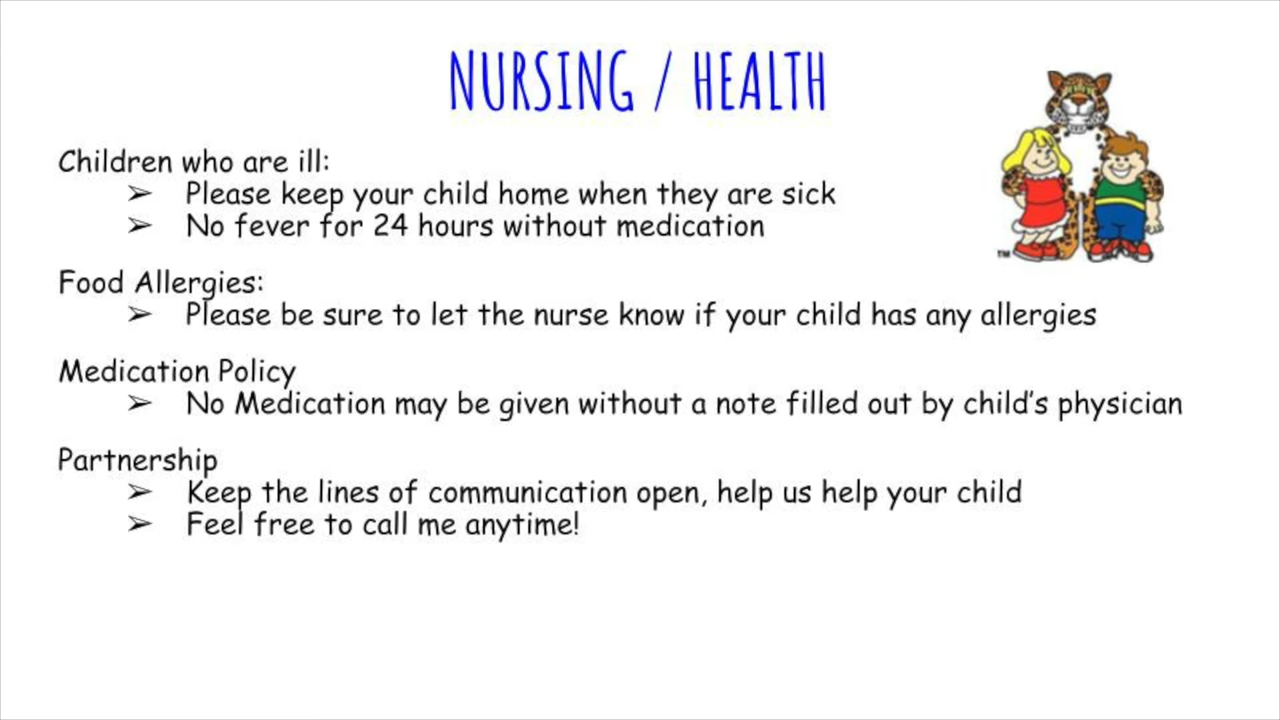 NURSING / HEALTH
Children who are ill:
➢ Please keep your child home when they are sick
➢ No fever for 24 hours without medication
Food Allergies:
➢ Please be sure to let the nurse know if your child has any allergies
Medication Policy
➢ No Medication may be given without a note filled out by child's physician
Partnership
➢ Keep the lines of communication open, help us help your child
➢ Feel free to call me anytime!
TM